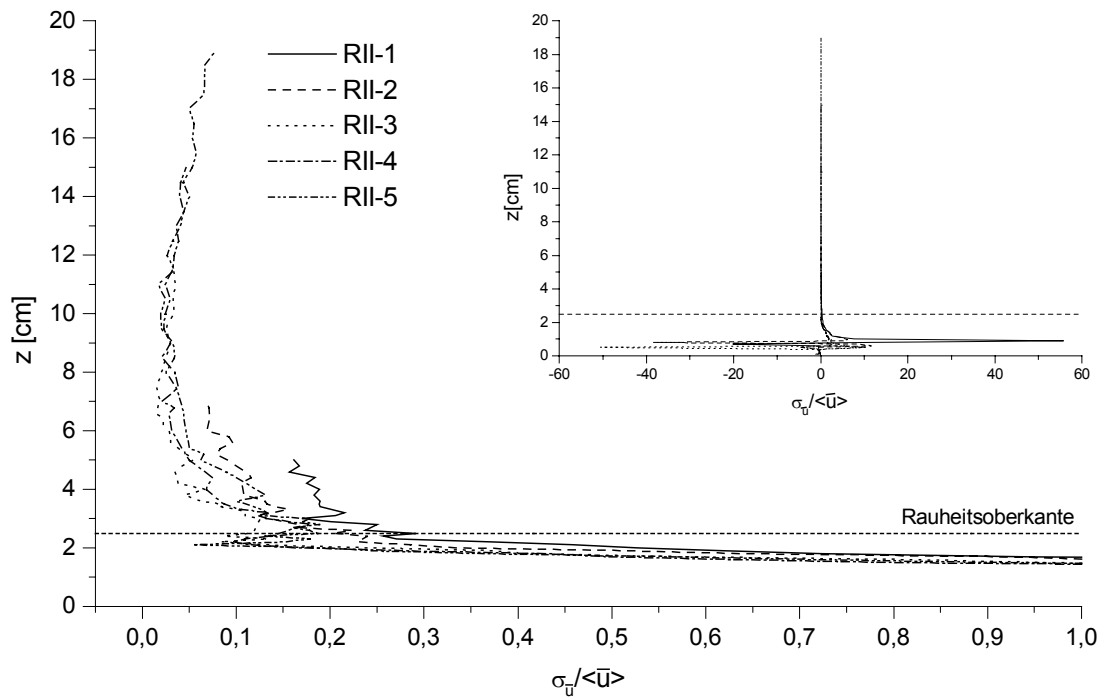 20
18
16
14
12
10
8
6
4
2
0
z [cm]
0,0 0,1 0,2 0,3 0,4 0,5 0,6 0,7 0,8 0,9 1,0
σū/<ū>
RII-1
RII-2
RII-3
RII-4
RII-5
Rauheitsoberkante
20
18
16
14
12
10
8
6
4
2
0
z[cm]
-60 -40 -20 0 20 40 60
σū/<ū>